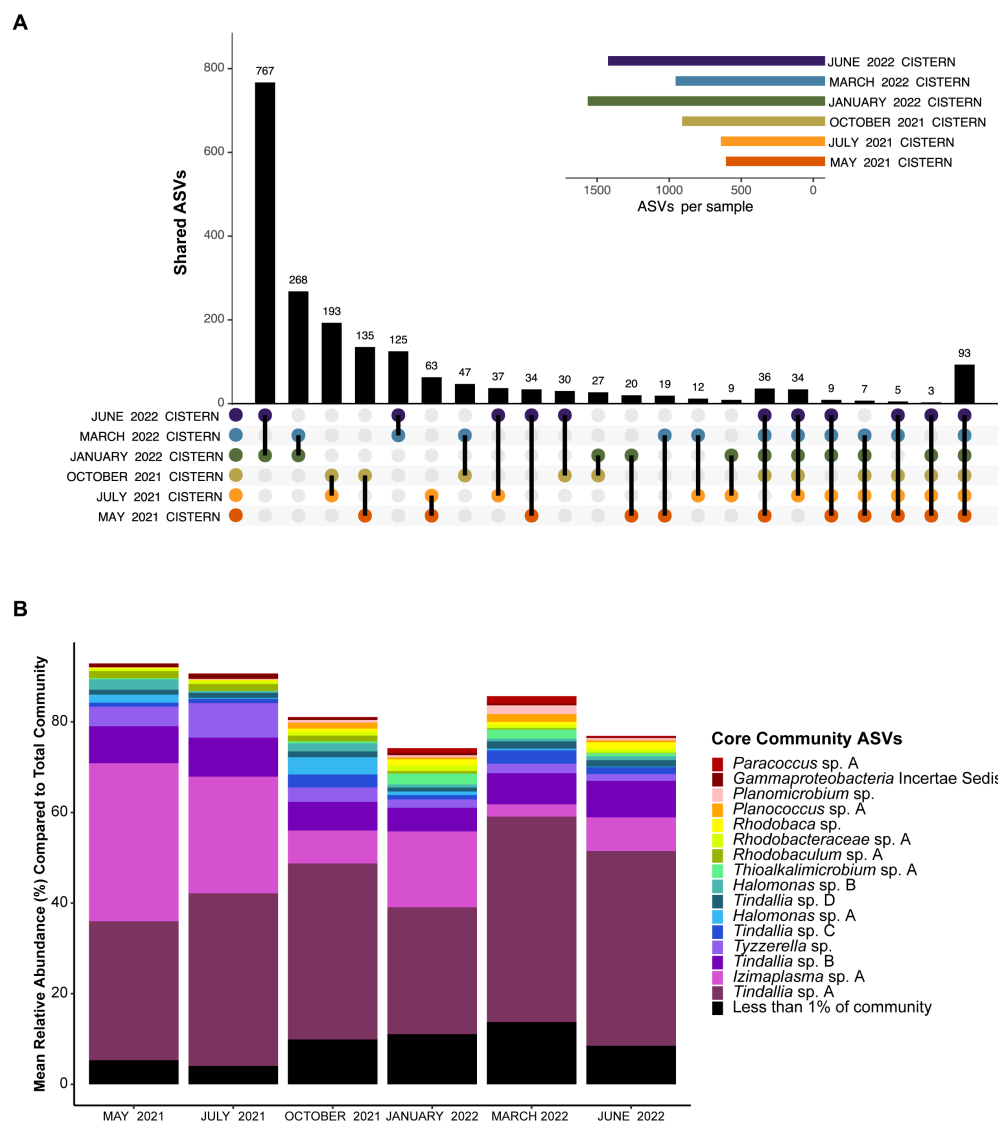 A
Shared ASVs
800
600
400
200
0
767
268
193
135
125
63
47
37
34
30
27
20
19
12
9
36
34
9
7
5
3
93
JUNE 2022 CISTERN
MARCH 2022 CISTERN
JANUARY 2022 CISTERN
OCTOBER 2021 CISTERN
JULY 2021 CISTERN
MAY 2021 CISTERN
1500 1000 500 0
ASVs per sample
JUNE 2022 CISTERN
MARCH 2022 CISTERN
JANUARY 2022 CISTERN
OCTOBER 2021 CISTERN
JULY 2021 CISTERN
MAY 2021 CISTERN
B
Mean Relative Abundance (%) Compared to Total Community
80
60
40
20
0
MAY 2021 JULY 2021 OCTOBER 2021 JANUARY 2022 MARCH 2022 JUNE 2022
Core Community ASVs
Paracoccus sp. A
Gammaproteobacteria Incertae Sedis
Planomicrobium sp.
Planococcus sp. A
Rhodobaca sp.
Rhodobacteraceae sp. A
Rhodobaculum sp. A
Thioalkalimicrobium sp. A
Halomonas sp. B
Tindallia sp. D
Halomonas sp. A
Tindallia sp. C
Tyzzerella sp.
Tindallia sp. B
Izimaplasma sp. A
Tindallia sp. A
Less than 1% of community